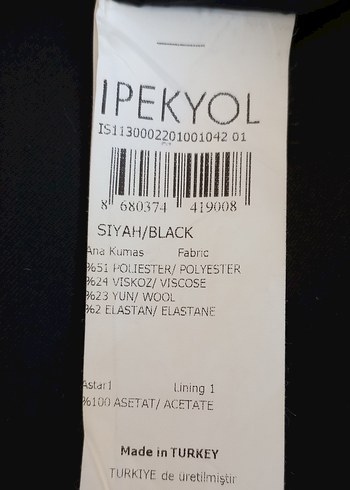 IPEKYOL
IS1130002201001042 01
8 680374 419008
SIYAH/BLACK
Ana Kumas Fabric
%51 POLIESTER/ POLYESTER
%24 VISKOZ/ VISCOSE
%23 YUN/ WOOL
%2 ELASTAN/ ELASTANE
Astar1 Lining 1
%100 ASETAT/ ACETATE
Made in TURKEY
TURKIYE de üretilmiştir